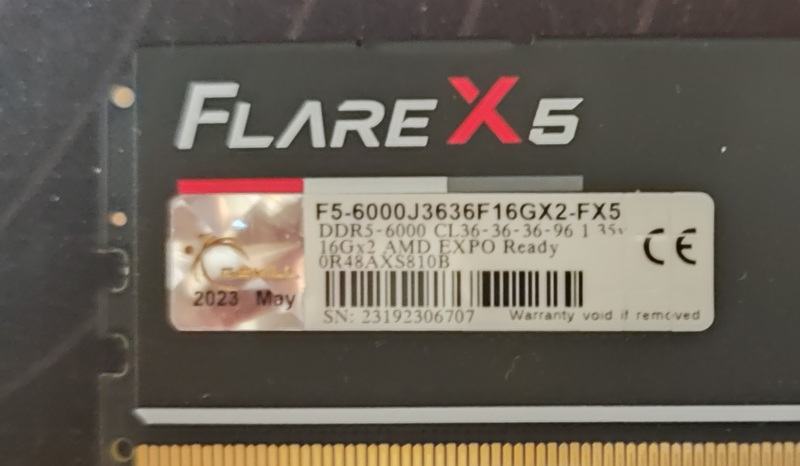 FLARE X5
F5-6000J3636F16GX2-FX5
DDR5-6000 CL36-36-36-96 1.35v
16Gx2 AMD EXPO Ready
0R48AXS810B
CE
G.SKILL
2023 May
SN: 23192306707
Warranty void if removed